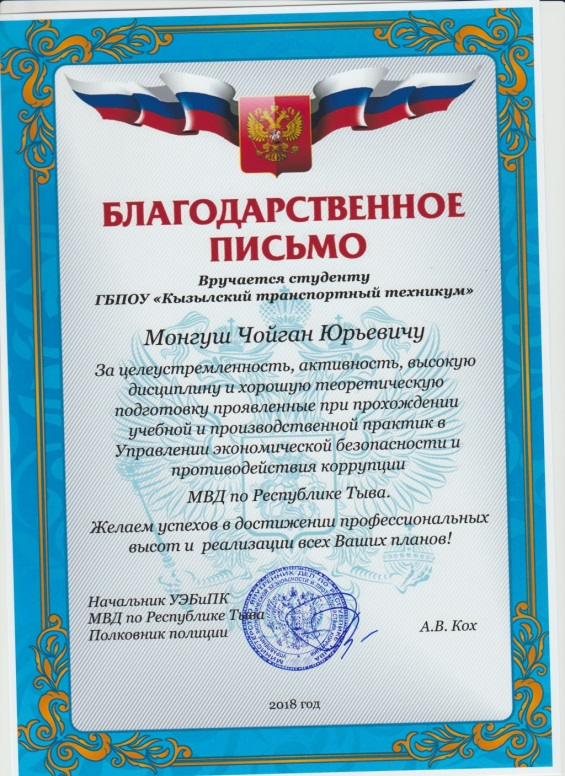 БЛАГОДАРСТВЕННОЕ
ПИСЬМО
Вручается студенту
ГБПОУ «Кызылский транспортный техникум»
Монгуш Чойган Юрьевичу
За целеустремленность, активность, высокую
дисциплину и хорошую теоретическую
подготовку проявленные при прохождении
учебной и производственной практик в
Управлении экономической безопасности и
противодействия коррупции
МВД по Республике Тыва.
Желаем успехов в достижении профессиональных
высот и реализации всех Ваших планов!
Начальник УЭБиПК
МВД по Республике Тыва
Полковник полиции
А.В. Кох
2018 год